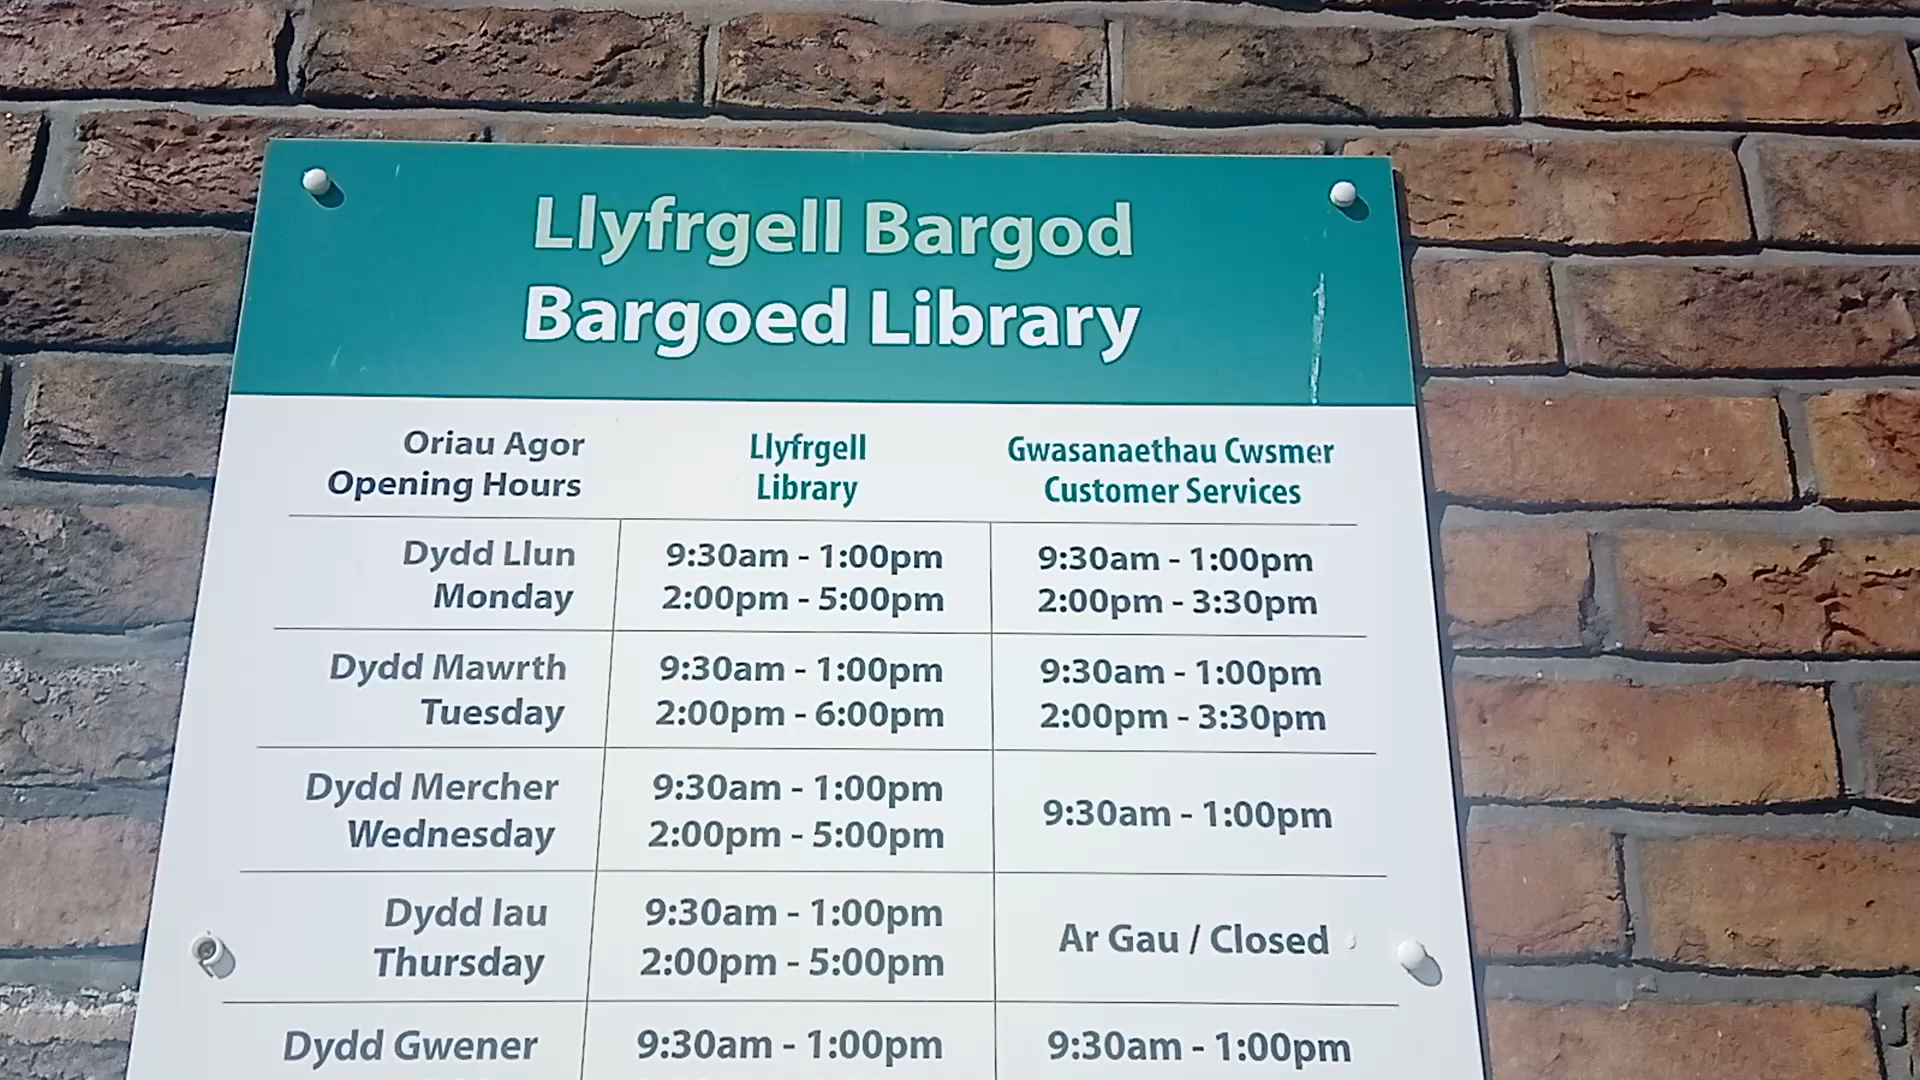 Llyfrgell Bargod
Bargoed Library
Oriau Agor
Opening Hours
Llyfrgell
Library
Gwasanaethau Cwsmer
Customer Services
Dydd Llun
Monday
9:30am - 1:00pm
2:00pm - 5:00pm
9:30am - 1:00pm
2:00pm - 3:30pm
Dydd Mawrth
Tuesday
9:30am - 1:00pm
2:00pm - 6:00pm
9:30am - 1:00pm
2:00pm - 3:30pm
Dydd Mercher
Wednesday
9:30am - 1:00pm
2:00pm - 5:00pm
9:30am - 1:00pm
Dydd Iau
Thursday
9:30am - 1:00pm
2:00pm - 5:00pm
Ar Gau / Closed
Dydd Gwener
9:30am - 1:00pm
9:30am - 1:00pm